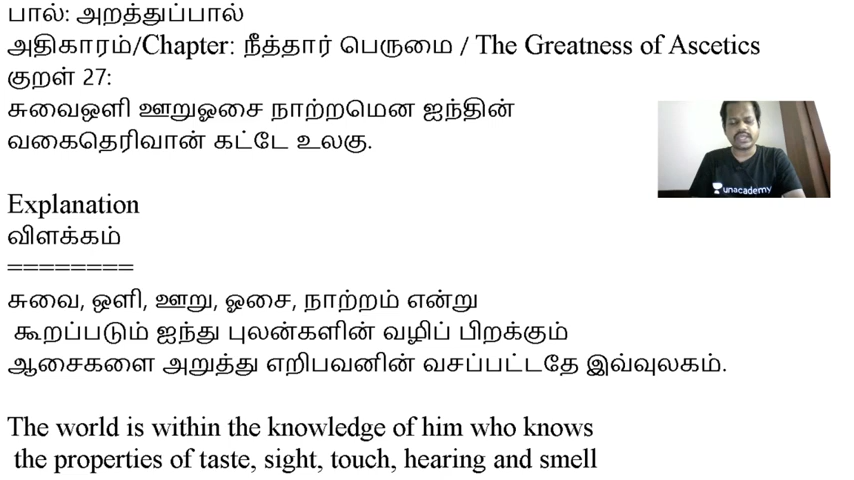 பால்: அறத்துப்பால்
அதிகாரம்/Chapter: நீத்தார் பெருமை / The Greatness of Ascetics
குறள் 27:
சுவைஒளி ஊறுஓசை நாற்றமென ஐந்தின்
வகைதெரிவான் கட்டே உலகு.
unacademy
Explanation
விளக்கம்
========
சுவை, ஒளி, ஊறு, ஓசை, நாற்றம் என்று
கூறப்படும் ஐந்து புலன்களின் வழிப் பிறக்கும்
ஆசைகளை அறுத்து எறிபவனின் வசப்பட்டதே இவ்வுலகம்.
The world is within the knowledge of him who knows
the properties of taste, sight, touch, hearing and smell